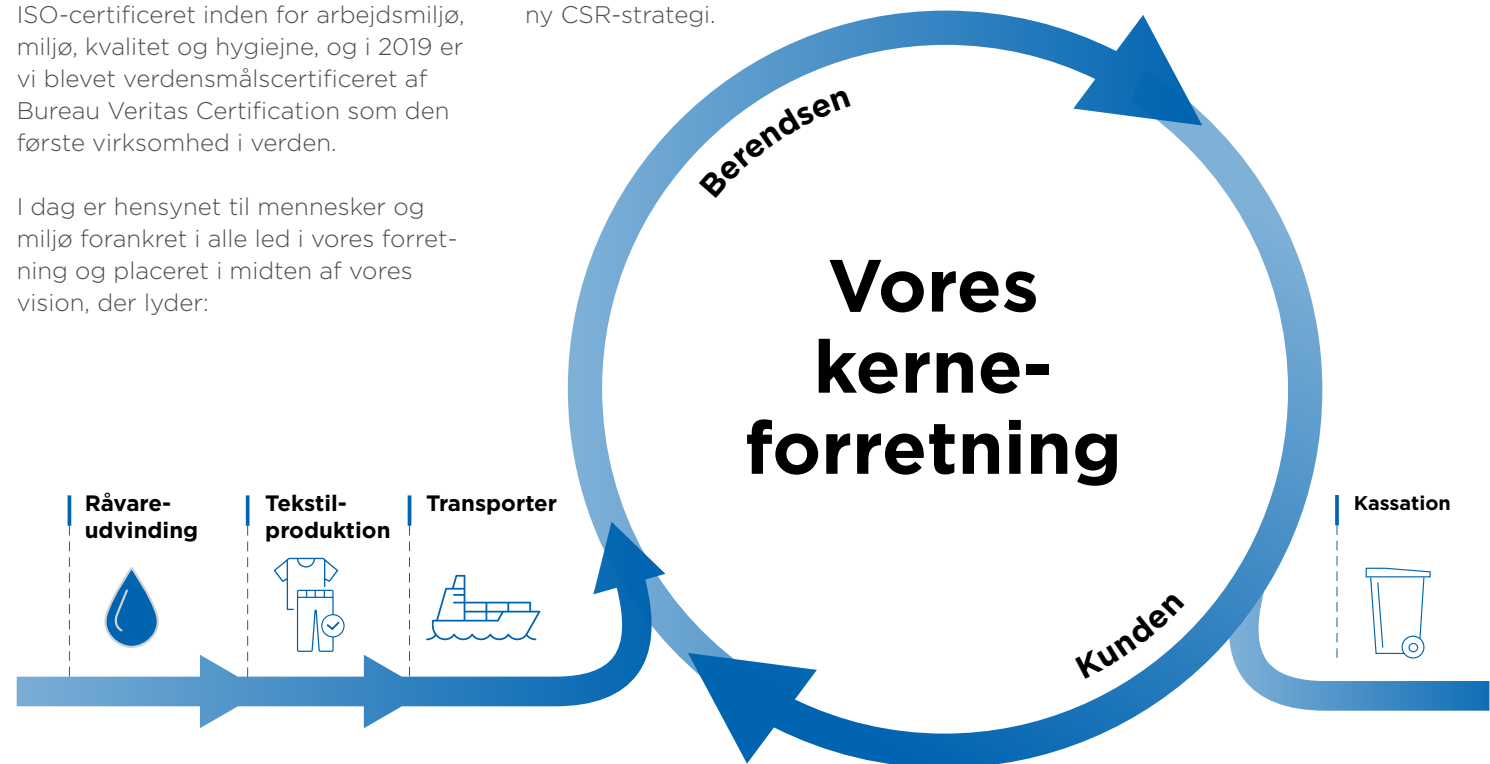 ISO-certificeret inden for arbejdsmiljø,
miljø, kvalitet og hygiejne, og i 2019 er
vi blevet verdensmålscertificeret af
Bureau Veritas Certification som den
første virksomhed i verden.
I dag er hensynet til mennesker og
miljø forankret i alle led i vores forret-
ning og placeret i midten af vores
vision, der lyder:
ny CSR-strategi.
Berendsen
Vores
kerne-
forretning
Kunden
Råvare-
udvinding
Tekstil-
produktion
Transporter
Kassation